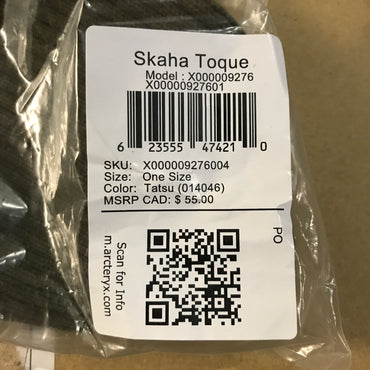 Skaha Toque
Model : X000009276
X00000927601
6 23555 47421 0
SKU: X000009276004
Size: One Size
Color: Tatsu (014046)
MSRP CAD: $ 55.00
PO
Scan for Info
m.arcteryx.com